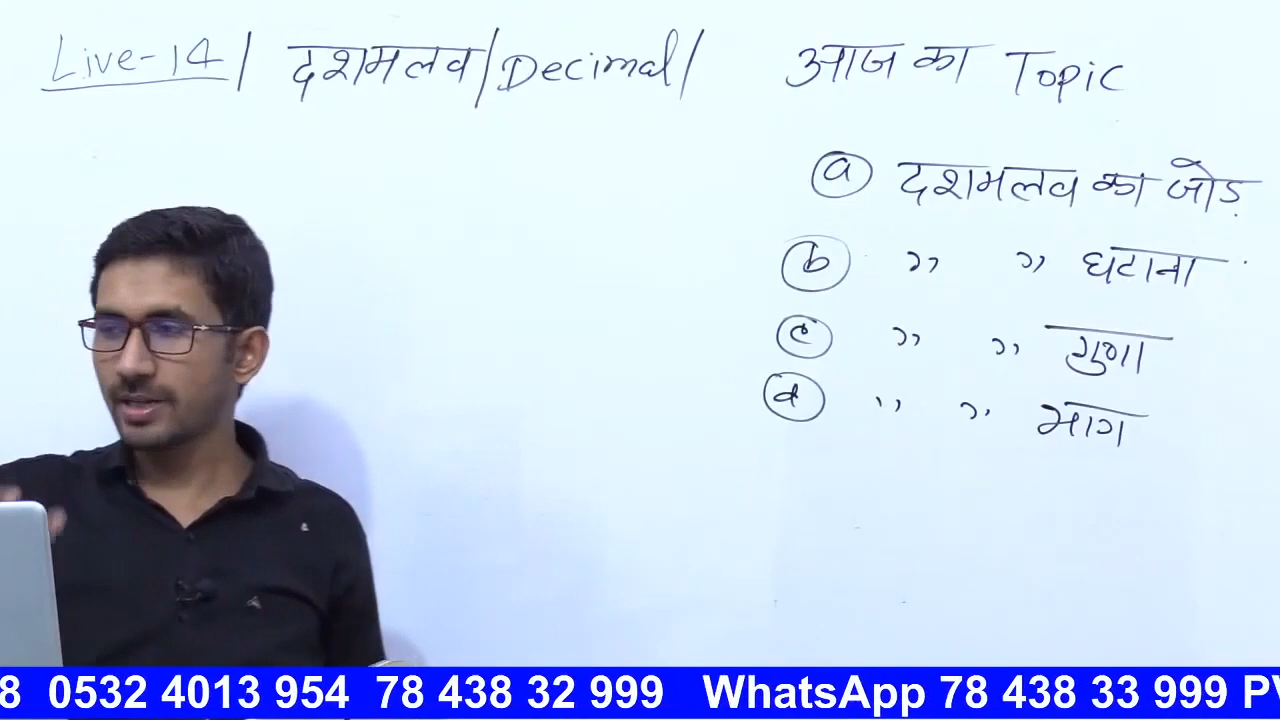 Live-14/ दशमलव/Decimal/ आज का Topic
(a) दशमलव का जोड़
(b) ,, ,, घटाना
(c) ,, ,, गुणा
(d) ,, ,, भाग
8 0532 4013 954 78 438 32 999 WhatsApp 78 438 33 999 PV